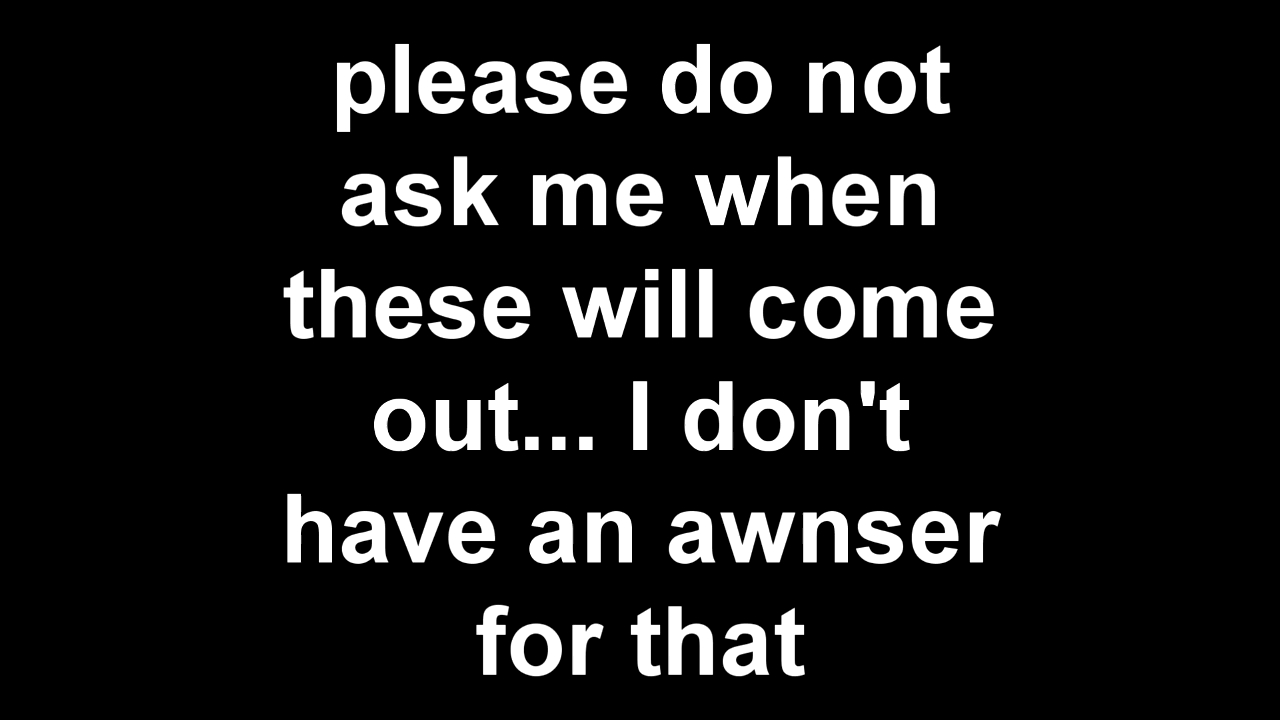 please do not
ask me when
these will come
out... I don't
have an awnser
for that